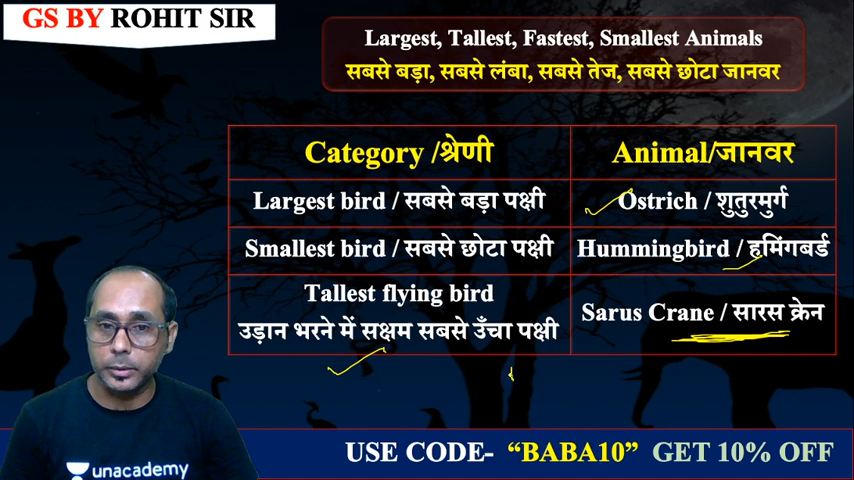 GS BY ROHIT SIR
Largest, Tallest, Fastest, Smallest Animals
सबसे बड़ा, सबसे लंबा, सबसे तेज, सबसे छोटा जानवर
Category /श्रेणी
Animal/जानवर
Largest bird / सबसे बड़ा पक्षी
Ostrich / शुतुरमुर्ग
Smallest bird / सबसे छोटा पक्षी
Hummingbird / हमिंगबर्ड
Tallest flying bird
उड़ान भरने में सक्षम सबसे उँचा पक्षी
Sarus Crane / सारस क्रेन
unacademy
USE CODE- “BABA10” GET 10% OFF